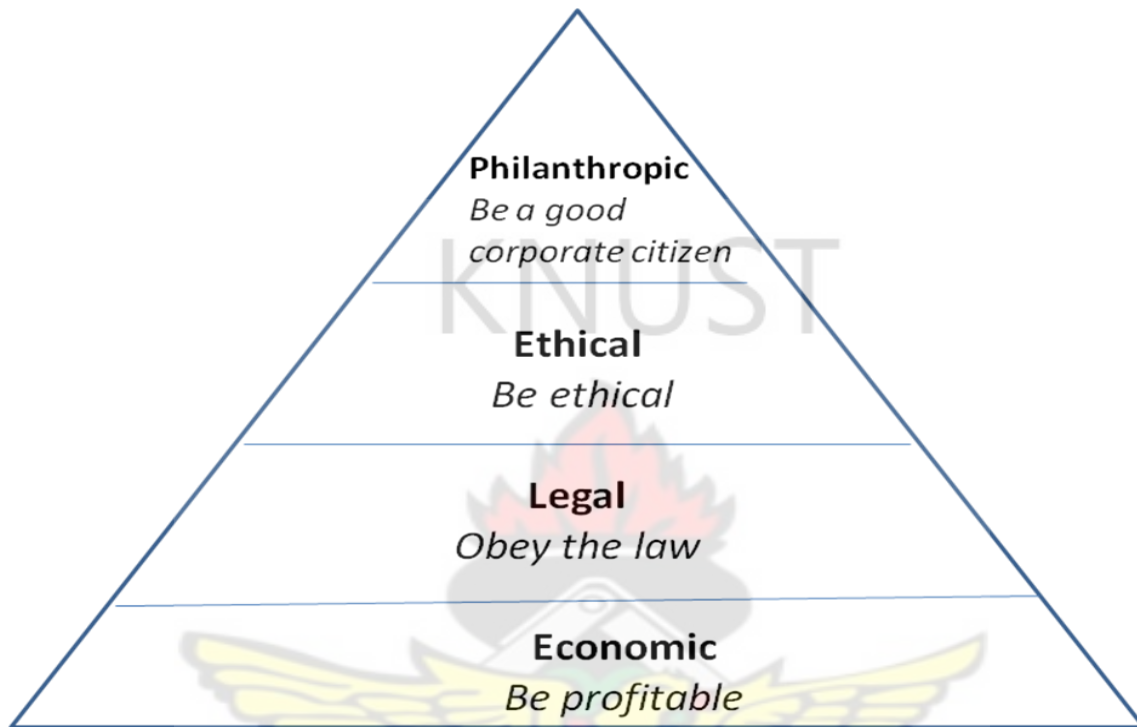 Philanthropic
Be a good
corporate citizen
KNUST
Ethical
Be ethical
Legal
Obey the law
Economic
Be profitable